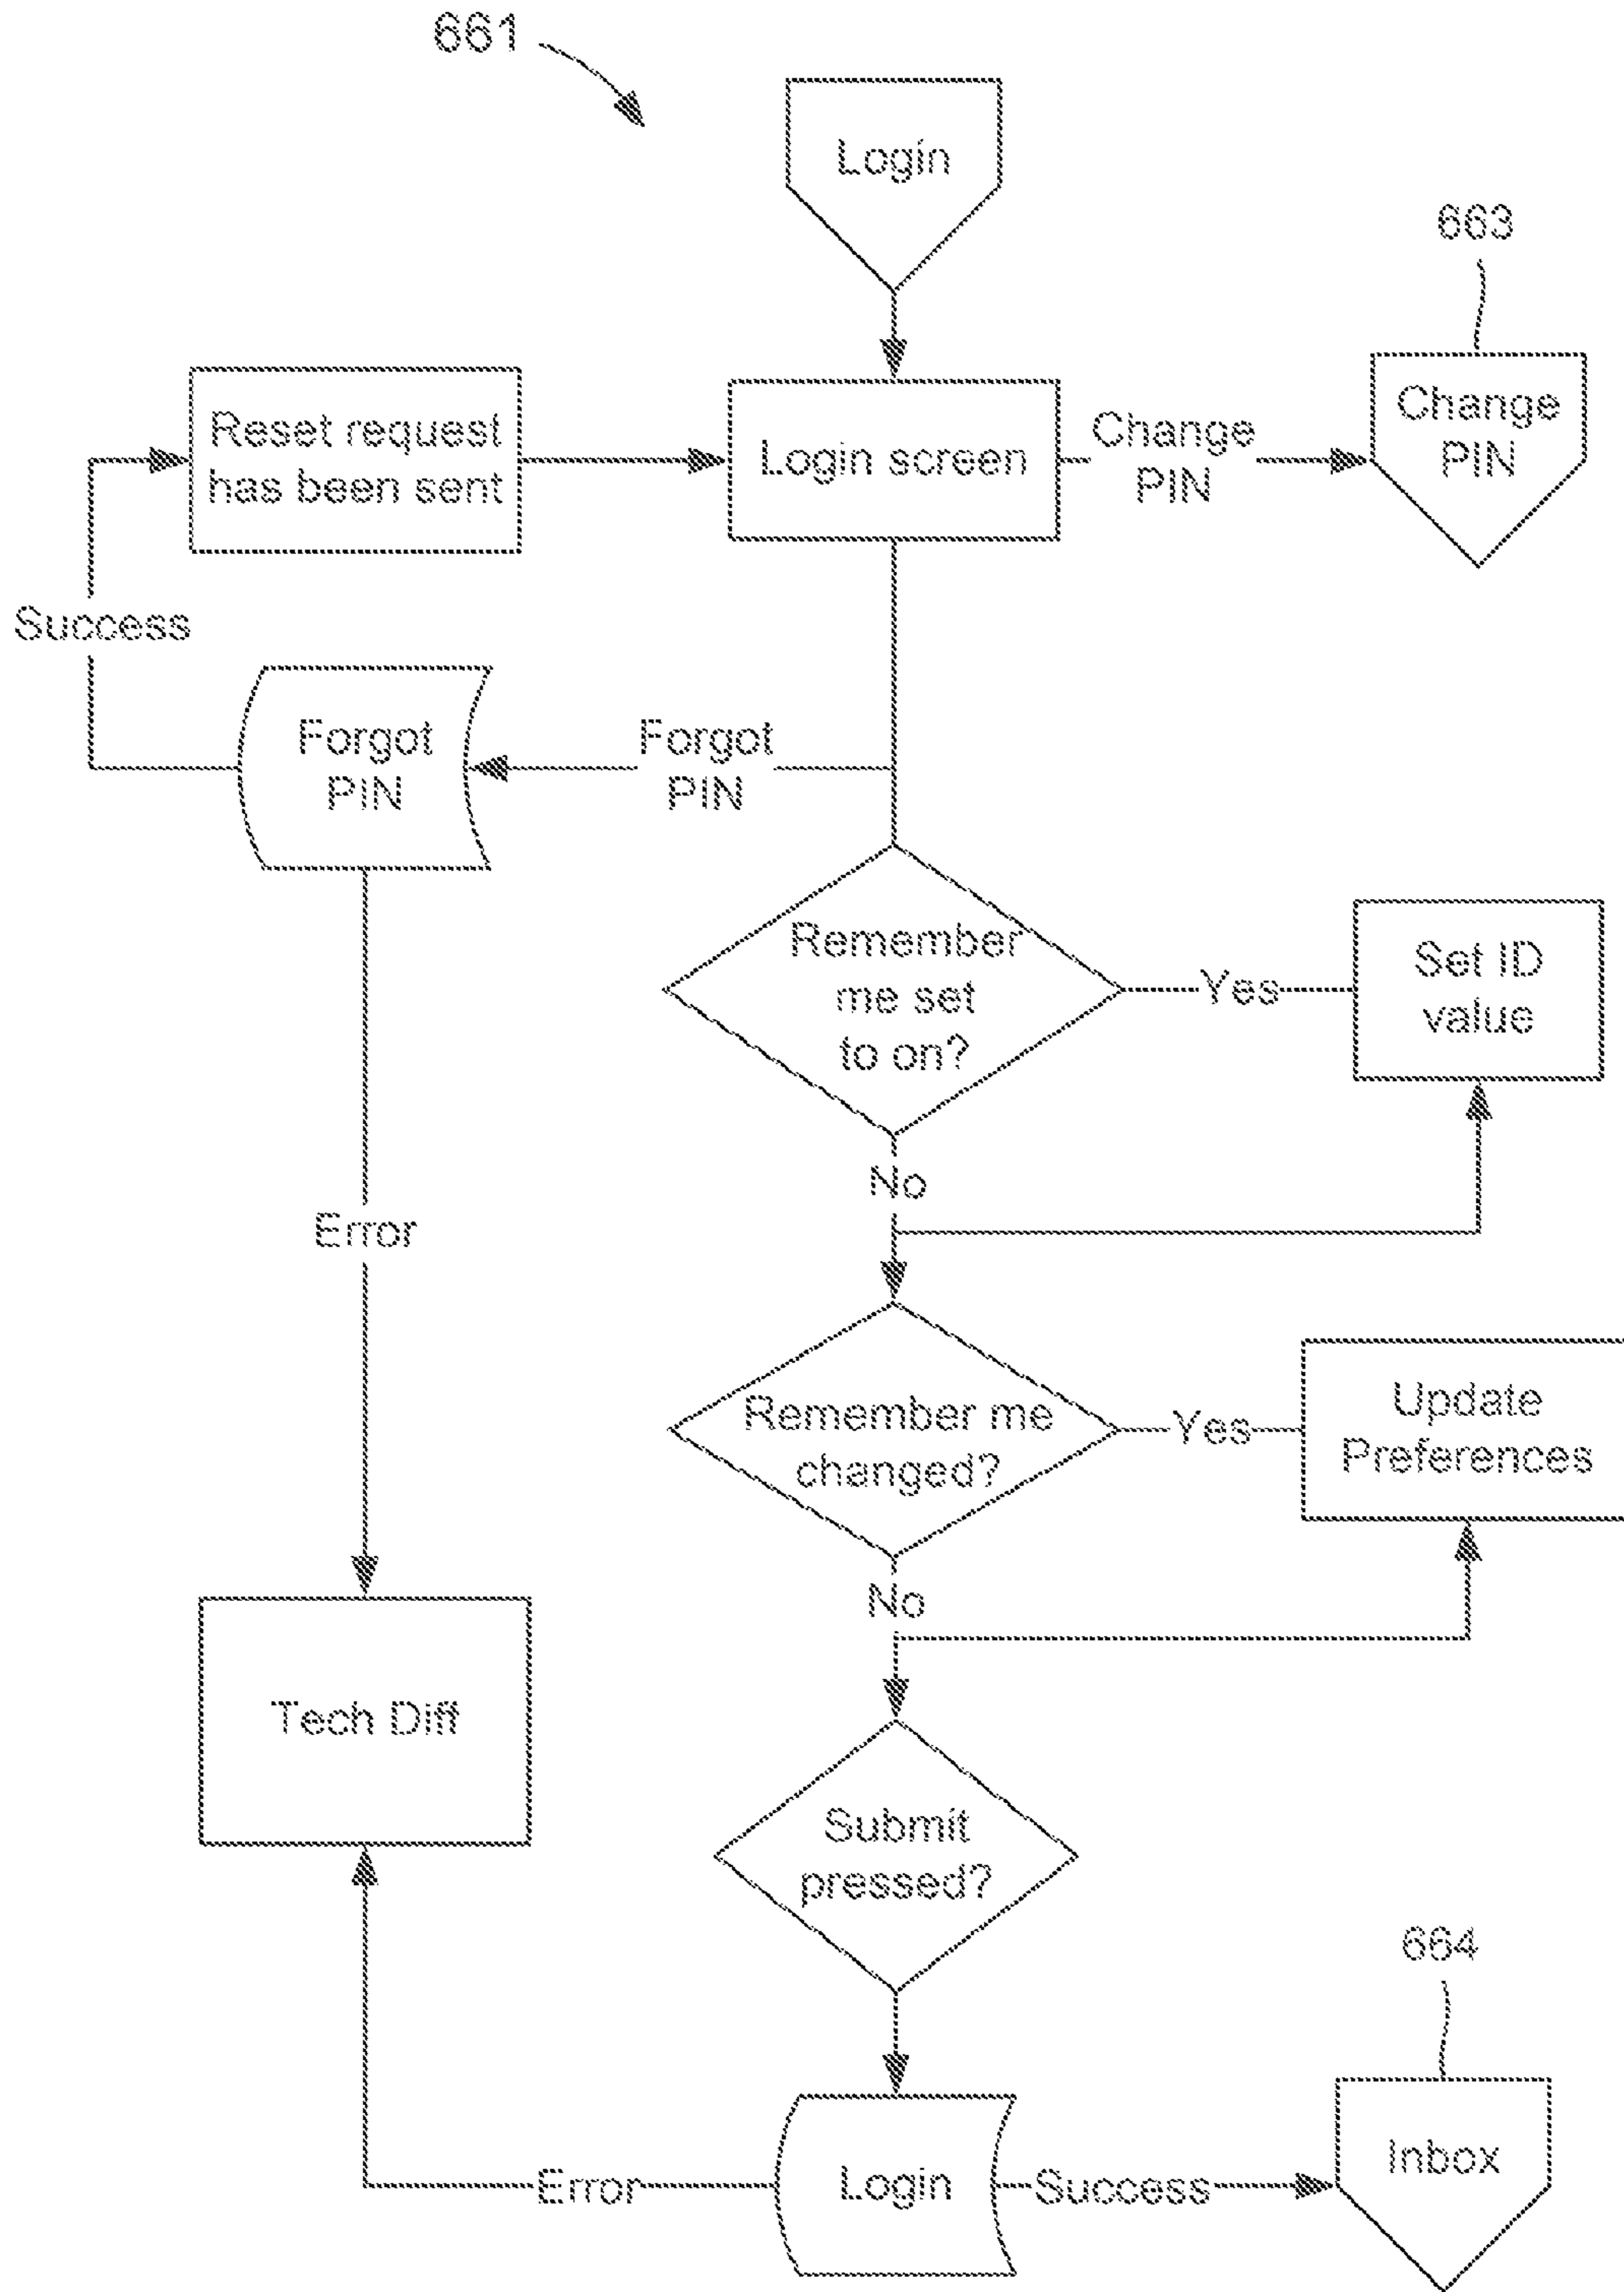 661
Login
663
Reset request
has been sent
Login screen
Change
PIN
Change
PIN
Success
Forgot
PIN
Forgot
PIN
Remember
me set
to on?
Yes
Set ID
value
No
Error
Remember me
changed?
Yes
Update
Preferences
No
Tech Diff
Submit
pressed?
664
Error
Login
Success
Inbox